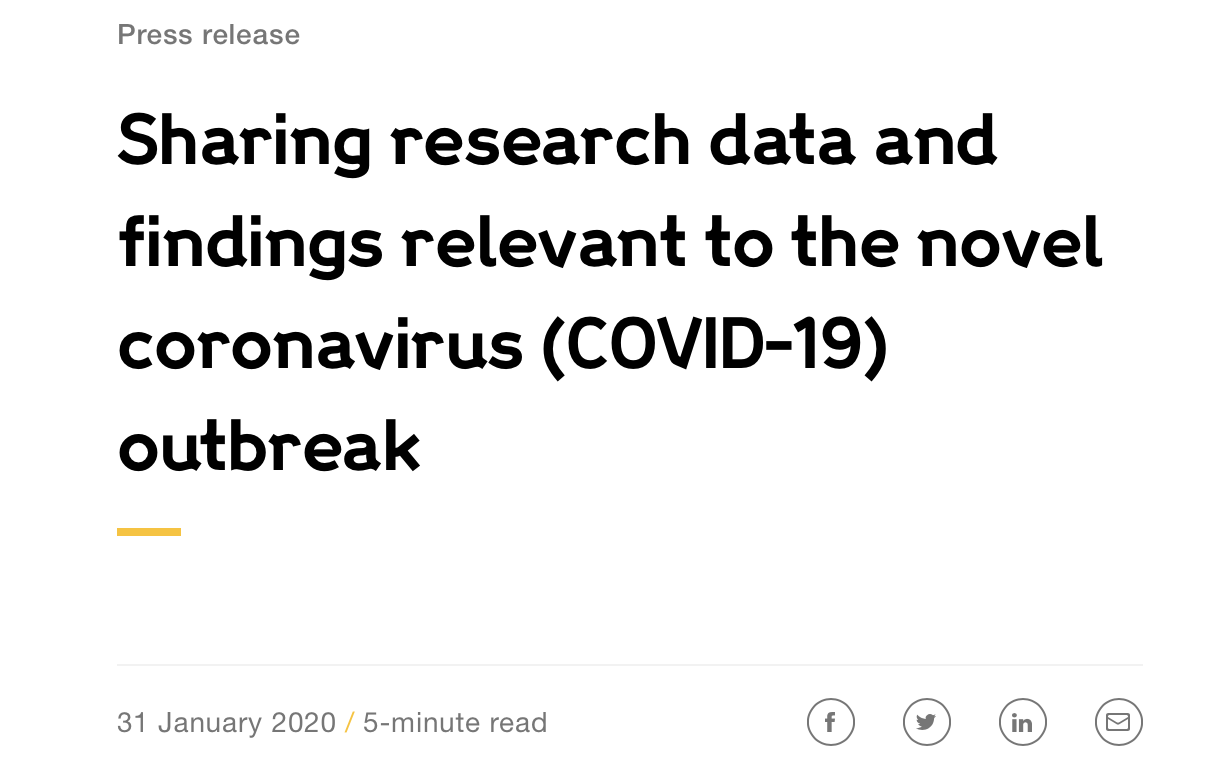 Press release
Sharing research data and
findings relevant to the novel
coronavirus (COVID-19)
outbreak
31 January 2020 / 5-minute read